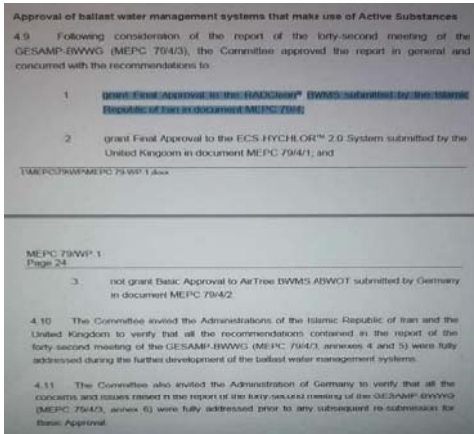 Approval of ballast water management systems that make use of Active Substances
4.9 Following consideration of the report of the forty-second meeting of the
GESAMP-BWWG (MEPC 79/4/3), the Committee approved the report in general and
concurred with the recommendations to:
1 grant Final Approval to the RADClean® BWMS submitted by the Islamic
Republic of Iran in document MEPC 79/4;
2 grant Final Approval to the ECS-HYCHLOR™ 2.0 System submitted by the
United Kingdom in document MEPC 79/4/1; and
I:\MEPC\79\WP\MEPC 79-WP.1.docx
MEPC 79/WP.1
Page 24
3 not grant Basic Approval to AirTree BWMS ABWOT submitted by Germany
in document MEPC 79/4/2.
4.10 The Committee invited the Administrations of the Islamic Republic of Iran and the
United Kingdom to verify that all the recommendations contained in the report of the
forty-second meeting of the GESAMP-BWWG (MEPC 79/4/3, annexes 4 and 5) were fully
addressed during the further development of the ballast water management systems.
4.11 The Committee also invited the Administration of Germany to verify that all the
concerns and issues raised in the report of the forty-second meeting of the GESAMP-BWWG
(MEPC 79/4/3, annex 6) were fully addressed prior to any subsequent re-submission for
Basic Approval.